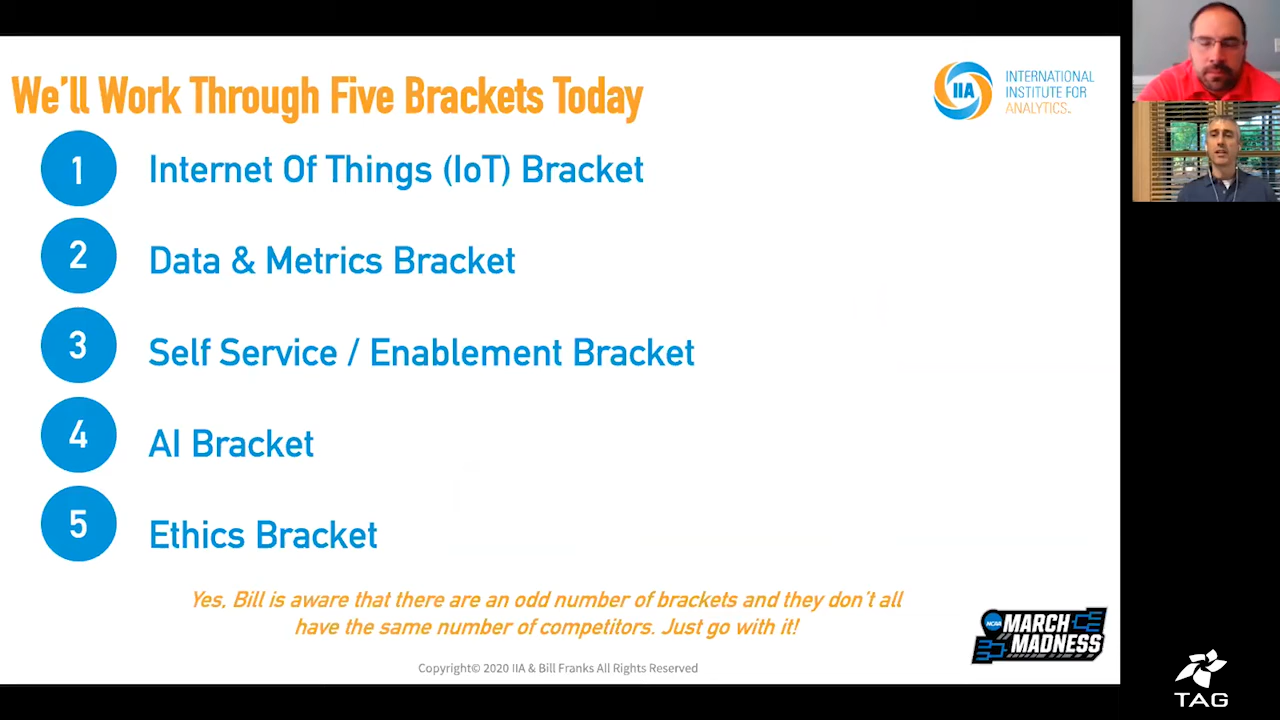 We'll Work Through Five Brackets Today
IIA
INTERNATIONAL
INSTITUTE FOR
ANALYTICS
1
Internet Of Things (IoT) Bracket
2
Data & Metrics Bracket
3
Self Service / Enablement Bracket
4
AI Bracket
5
Ethics Bracket
Yes, Bill is aware that there are an odd number of brackets and they don't all
have the same number of competitors. Just go with it!
NCAA
MARCH
MADNESS
Copyright© 2020 IIA & Bill Franks All Rights Reserved
TAG